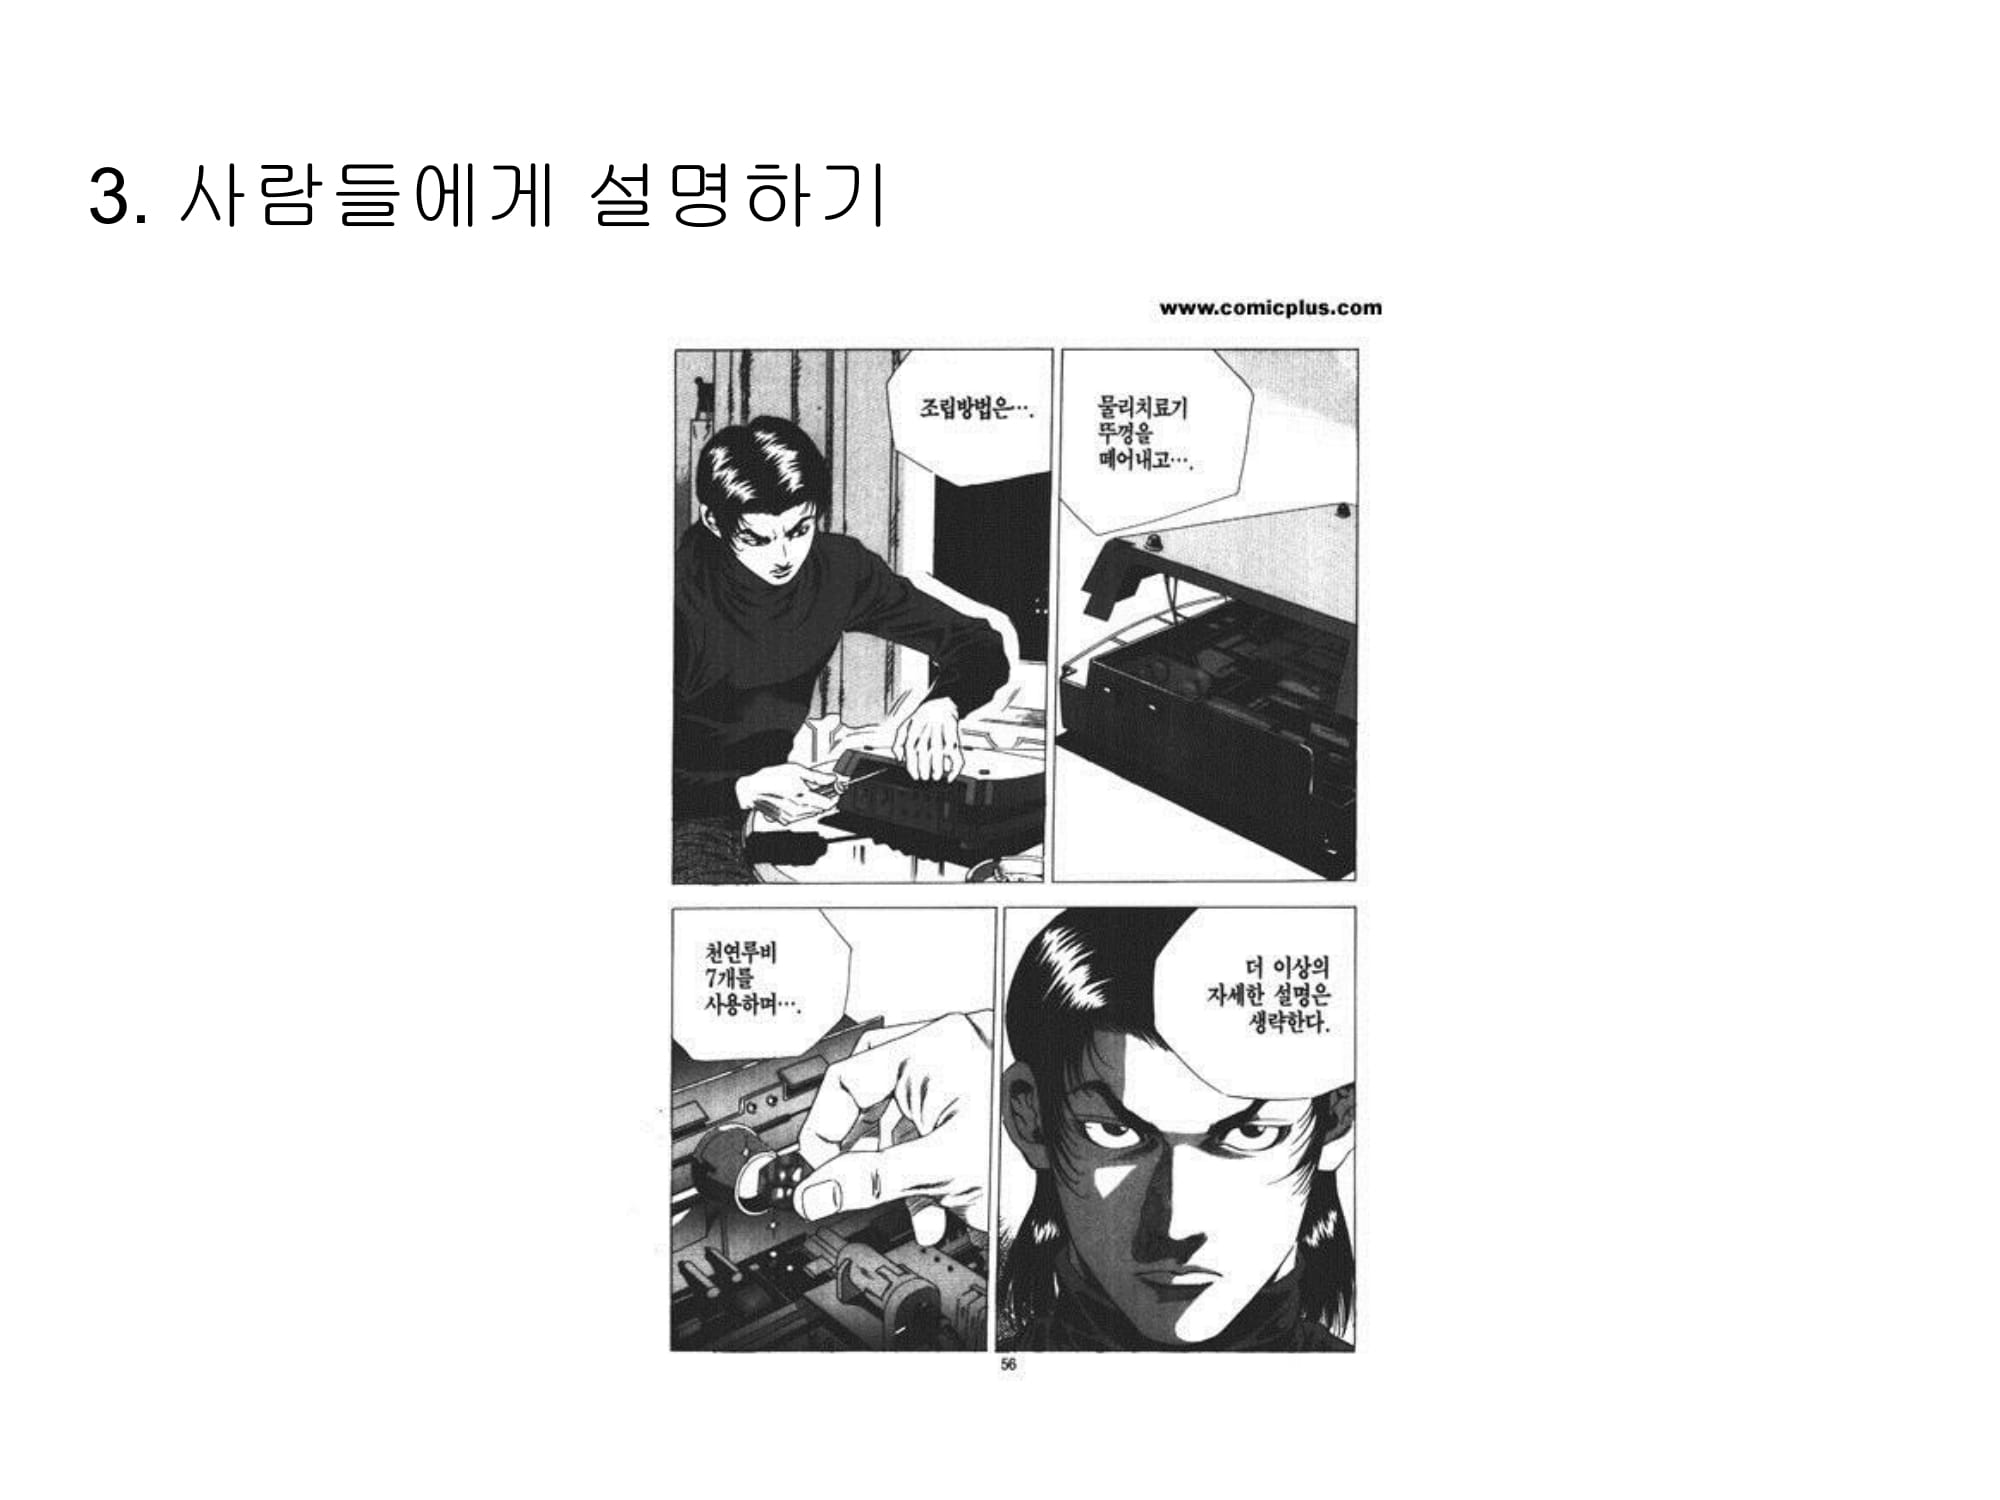 3. 사람들에게 설명하기
www.comicplus.com
조립방법은….
물리치료기
뚜껑을
떼어내고….
천연루비
7개를
사용하며….
더 이상의
자세한 설명은
생략한다.
56